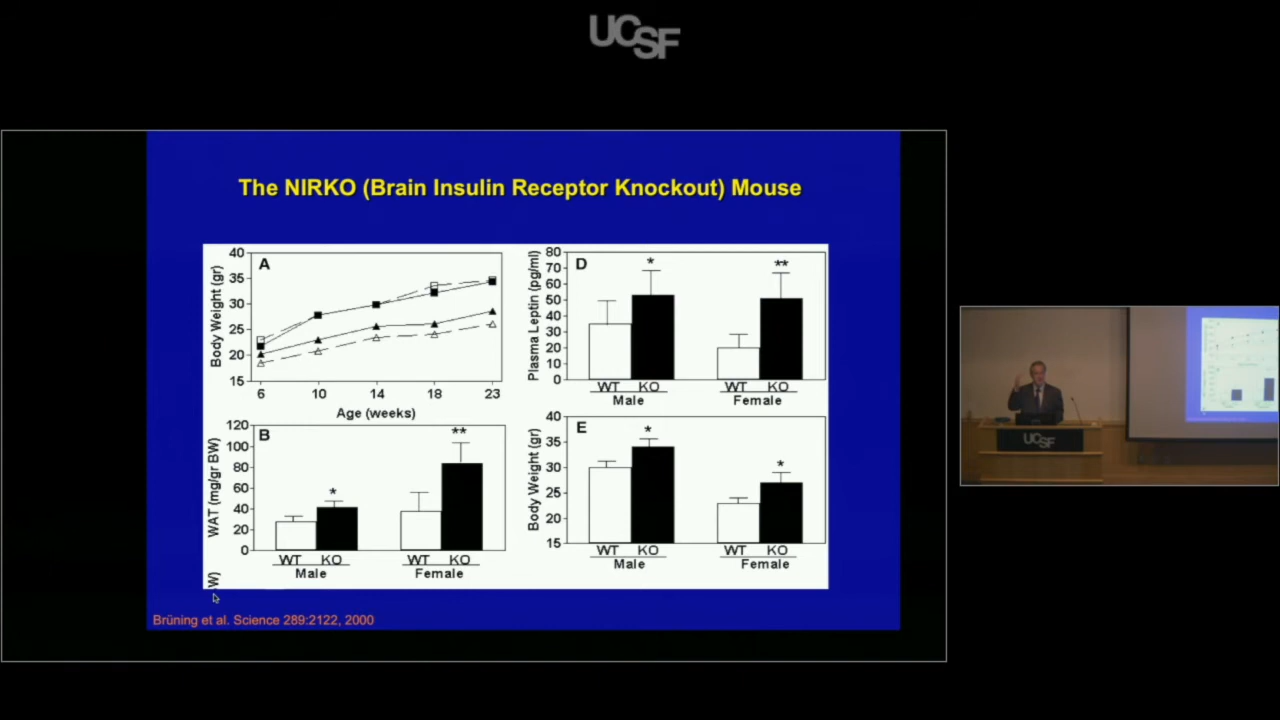 UCSF
The NIRKO (Brain Insulin Receptor Knockout) Mouse
A
Body Weight (gr)
40
35
30
25
20
15
6 10 14 18 23
Age (weeks)
B
WAT (mg/gr BW)
120
100
80
60
40
20
0
*
**
WT KO WT KO
Male Female
W)
D
Plasma Leptin (pg/ml)
80
70
60
50
40
30
20
10
0
*
**
WT KO WT KO
Male Female
E
Body Weight (gr)
40
35
30
25
20
15
*
*
WT KO WT KO
Male Female
Brüning et al. Science 289:2122, 2000
UCSF